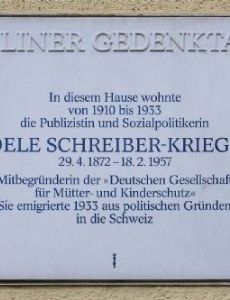 LINER GEDENKTA
In diesem Hause wohnte
von 1910 bis 1933
die Publizistin und Sozialpolitikerin
DELE SCHREIBER-KRIEG
29. 4. 1872 – 18. 2. 1957
Mitbegründerin der »Deutschen Gesellschaft
für Mütter- und Kinderschutz«
Sie emigrierte 1933 aus politischen Gründen
in die Schweiz